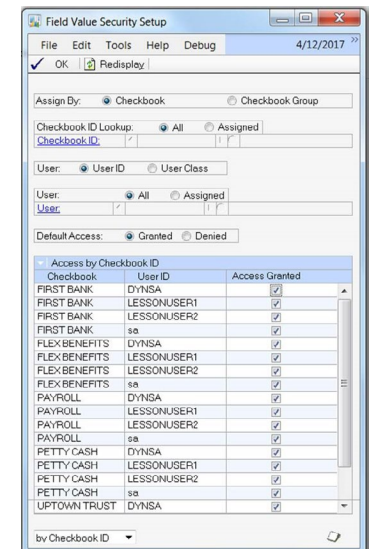 Field Value Security Setup
File Edit Tools Help Debug 4/12/2017 »
OK Redisplay
Assign By: Checkbook Checkbook Group
Checkbook ID Lookup: All Assigned
Checkbook ID:
User: User ID User Class
User: All Assigned
User:
Default Access: Granted Denied
Access by Checkbook ID
Checkbook User ID Access Granted
FIRST BANK DYNSA
FIRST BANK LESSONUSER1
FIRST BANK LESSONUSER2
FIRST BANK sa
FLEX BENEFITS DYNSA
FLEX BENEFITS LESSONUSER1
FLEX BENEFITS LESSONUSER2
FLEX BENEFITS sa
PAYROLL DYNSA
PAYROLL LESSONUSER1
PAYROLL LESSONUSER2
PAYROLL sa
PETTY CASH DYNSA
PETTY CASH LESSONUSER1
PETTY CASH LESSONUSER2
PETTY CASH sa
UPTOWN TRUST DYNSA
by Checkbook ID